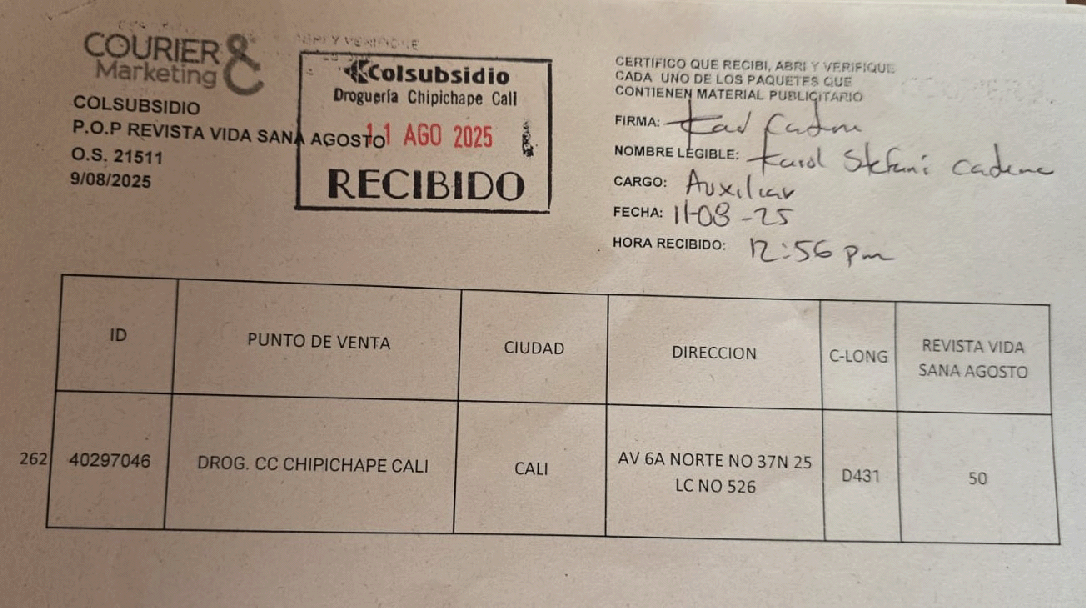 COURIER &
Marketing
COLSUBSIDIO
P.O.P REVISTA VIDA SANA AGOSTO
O.S. 21511
9/08/2025
ABRI Y VERIFIQUE
Colsubsidio
Droguería Chipichape Cali
11 AGO 2025
RECIBIDO
CERTIFICO QUE RECIBI, ABRI Y VERIFIQUE
CADA UNO DE LOS PAQUETES QUE
CONTIENEN MATERIAL PUBLICITARIO
FIRMA:
NOMBRE LEGIBLE: Karol Stefani Cadena
CARGO: Auxiliar
FECHA: 11-08-25
HORA RECIBIDO: 12:56 pm
ID PUNTO DE VENTA CIUDAD DIRECCION C-LONG REVISTA VIDA
SANA AGOSTO
262 40297046 DROG. CC CHIPICHAPE CALI CALI AV 6A NORTE NO 37N 25 D431 50
LC NO 526